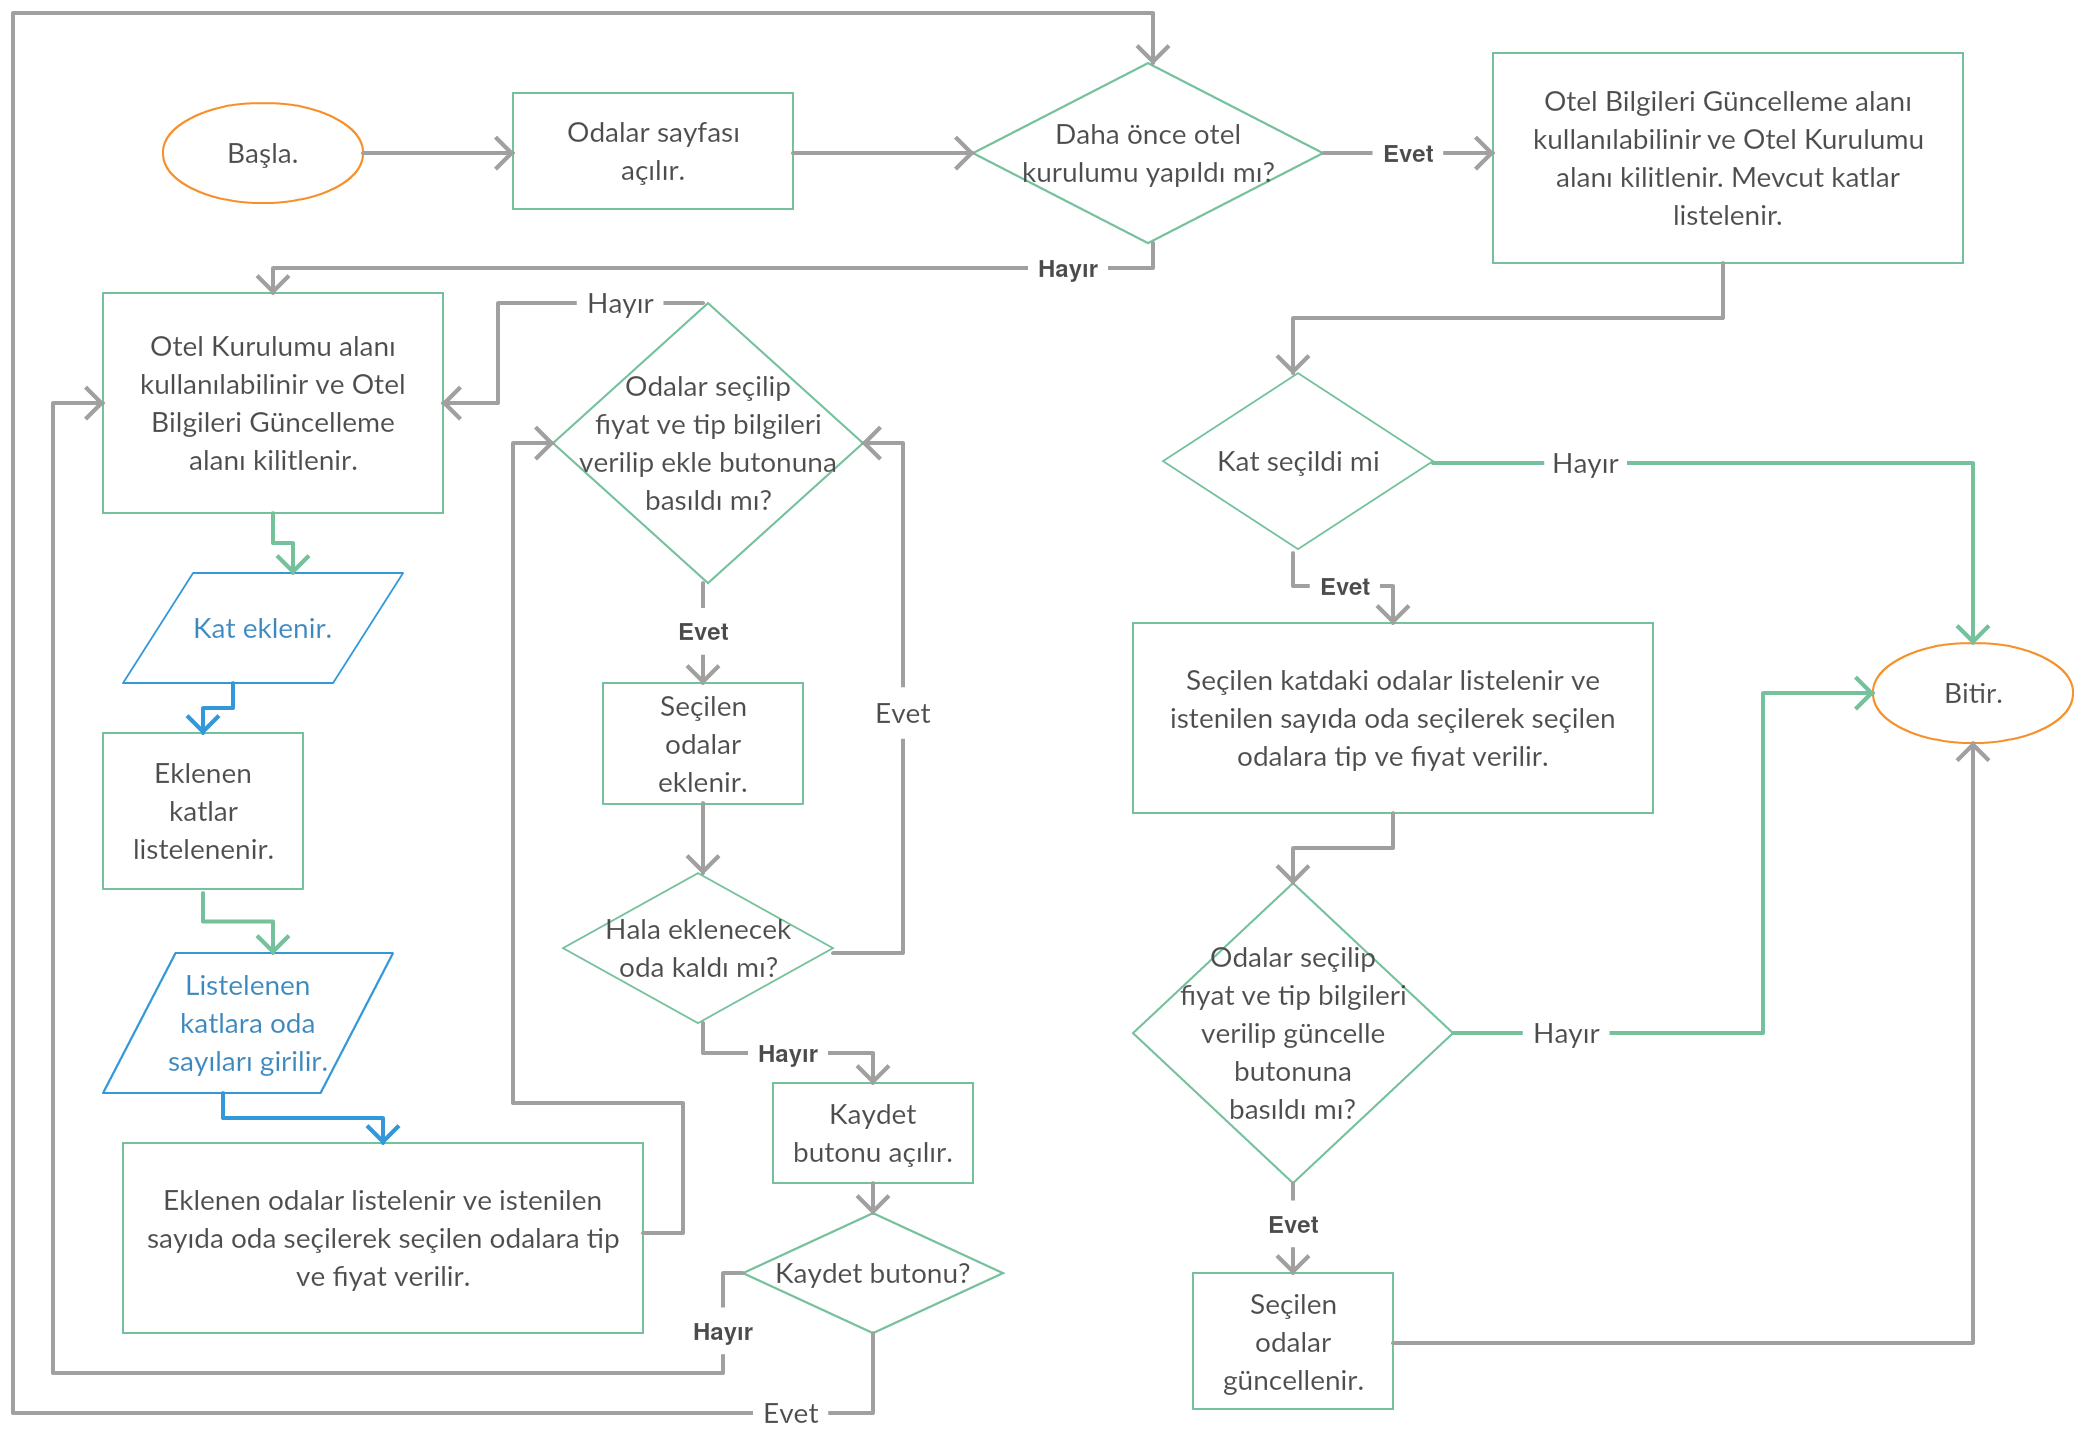 Başla.
Odalar sayfası
açılır.
Daha önce otel
kurulumu yapıldı mı?
Evet
Otel Bilgileri Güncelleme alanı
kullanılabilinir ve Otel Kurulumu
alanı kilitlenir. Mevcut katlar
listelenir.
Hayır
Hayır
Otel Kurulumu alanı
kullanılabilinir ve Otel
Bilgileri Güncelleme
alanı kilitlenir.
Odalar seçilip
fiyat ve tip bilgileri
verilip ekle butonuna
basıldı mı?
Kat seçildi mi
Hayır
Evet
Kat eklenir.
Evet
Seçilen
odalar
eklenir.
Evet
Seçilen katdaki odalar listelenir ve
istenilen sayıda oda seçilerek seçilen
odalara tip ve fiyat verilir.
Bitir.
Eklenen
katlar
listelenenir.
Hala eklenecek
oda kaldı mı?
Listelenen
katlara oda
sayıları girilir.
Hayır
Odalar seçilip
fiyat ve tip bilgileri
verilip güncelle
butonuna
basıldı mı?
Hayır
Kaydet
butonu açılır.
Eklenen odalar listelenir ve istenilen
sayıda oda seçilerek seçilen odalara tip
ve fiyat verilir.
Evet
Kaydet butonu?
Hayır
Seçilen
odalar
güncellenir.
Evet